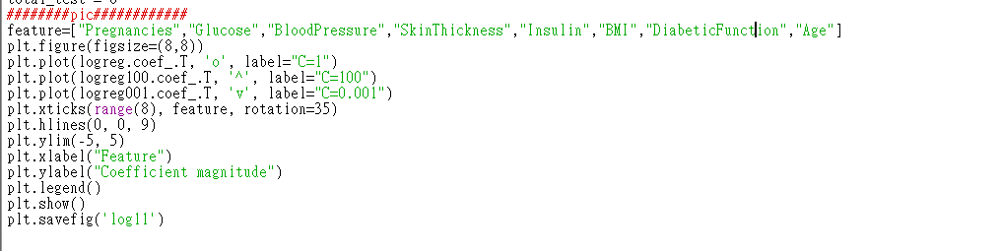 total_test = 0
########pic############
feature=["Pregnancies","Glucose","BloodPressure","SkinThickness","Insulin","BMI","DiabeticFunction","Age"]
plt.figure(figsize=(8,8))
plt.plot(logreg.coef_.T, 'o', label="C=1")
plt.plot(logreg100.coef_.T, '^', label="C=100")
plt.plot(logreg001.coef_.T, 'v', label="C=0.001")
plt.xticks(range(8), feature, rotation=35)
plt.hlines(0, 0, 9)
plt.ylim(-5, 5)
plt.xlabel("Feature")
plt.ylabel("Coefficient magnitude")
plt.legend()
plt.show()
plt.savefig('log11')